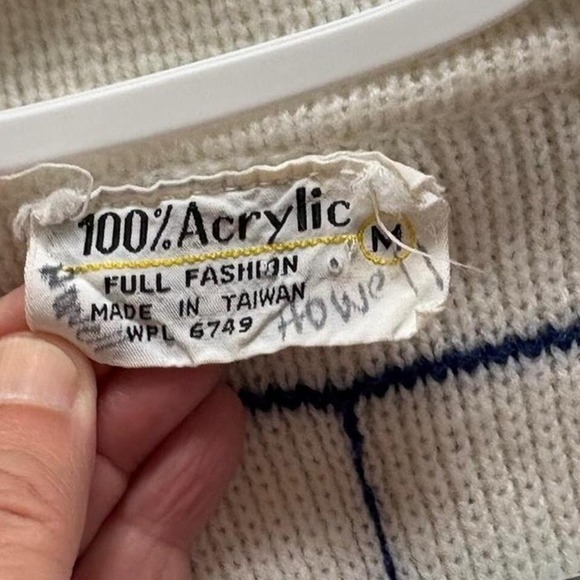 100% Acrylic
M
FULL FASHION
MADE IN TAIWAN
WPL 6749